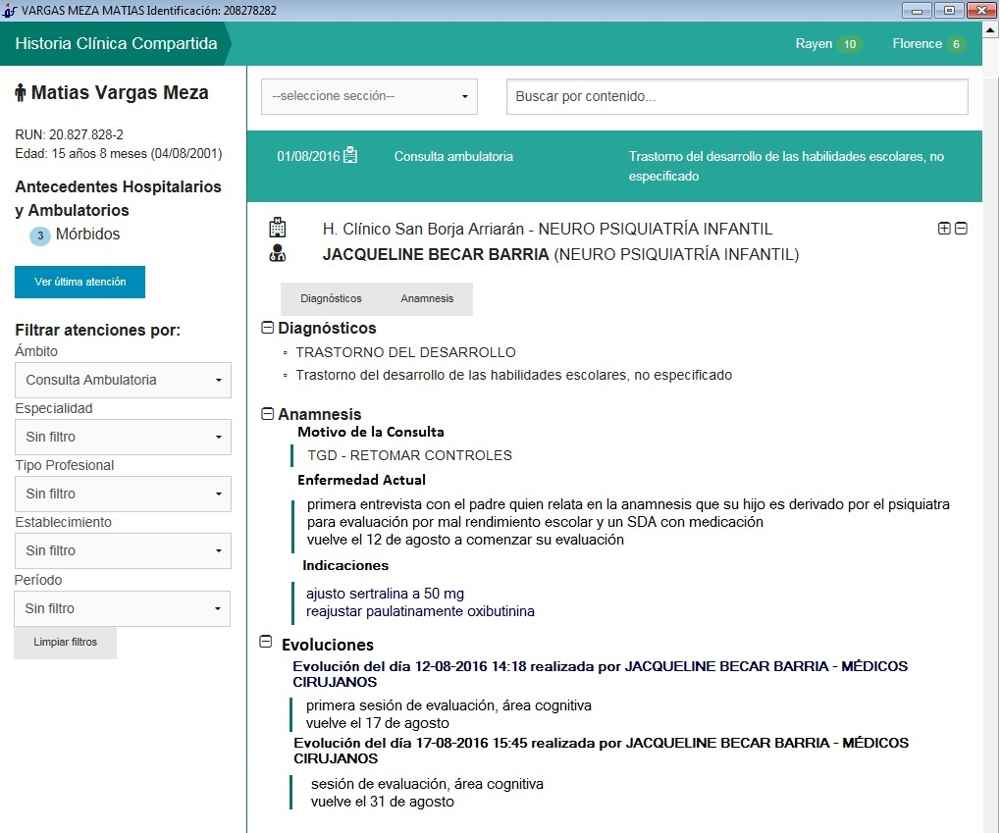 VARGAS MEZA MATIAS Identificación: 208278282
Historia Clínica Compartida
Rayen 10 Florence 6
Matias Vargas Meza
RUN: 20.827.828-2
Edad: 15 años 8 meses (04/08/2001)
Antecedentes Hospitalarios
y Ambulatorios
3 Mórbidos
Ver última atención
Filtrar atenciones por:
Ámbito
Consulta Ambulatoria
Especialidad
Sin filtro
Tipo Profesional
Sin filtro
Establecimiento
Sin filtro
Período
Sin filtro
Limpiar filtros
--seleccione sección--
Buscar por contenido...
01/08/2016 Consulta ambulatoria Trastorno del desarrollo de las habilidades escolares, no
especificado
H. Clínico San Borja Arriarán - NEURO PSIQUIATRÍA INFANTIL
JACQUELINE BECAR BARRIA (NEURO PSIQUIATRÍA INFANTIL)
Diagnósticos Anamnesis
Diagnósticos
TRASTORNO DEL DESARROLLO
Trastorno del desarrollo de las habilidades escolares, no especificado
Anamnesis
Motivo de la Consulta
TGD - RETOMAR CONTROLES
Enfermedad Actual
primera entrevista con el padre quien relata en la anamnesis que su hijo es derivado por el psiquiatra
para evaluación por mal rendimiento escolar y un SDA con medicación
vuelve el 12 de agosto a comenzar su evaluación
Indicaciones
ajusto sertralina a 50 mg
reajustar paulatinamente oxibutinina
Evoluciones
Evolución del día 12-08-2016 14:18 realizada por JACQUELINE BECAR BARRIA - MÉDICOS
CIRUJANOS
primera sesión de evaluación, área cognitiva
vuelve el 17 de agosto
Evolución del día 17-08-2016 15:45 realizada por JACQUELINE BECAR BARRIA - MÉDICOS
CIRUJANOS
sesión de evaluación, área cognitiva
vuelve el 31 de agosto